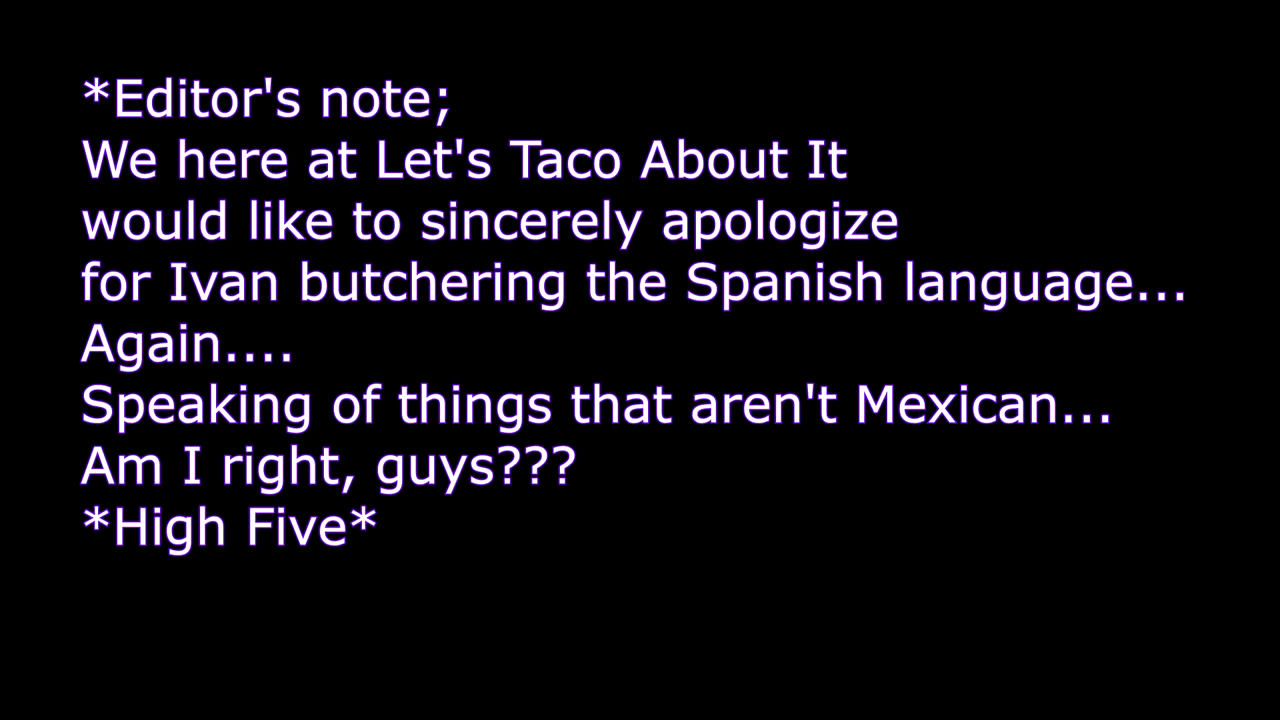 *Editor's note;
We here at Let's Taco About It
would like to sincerely apologize
for Ivan butchering the Spanish language...
Again....
Speaking of things that aren't Mexican...
Am I right, guys???
*High Five*